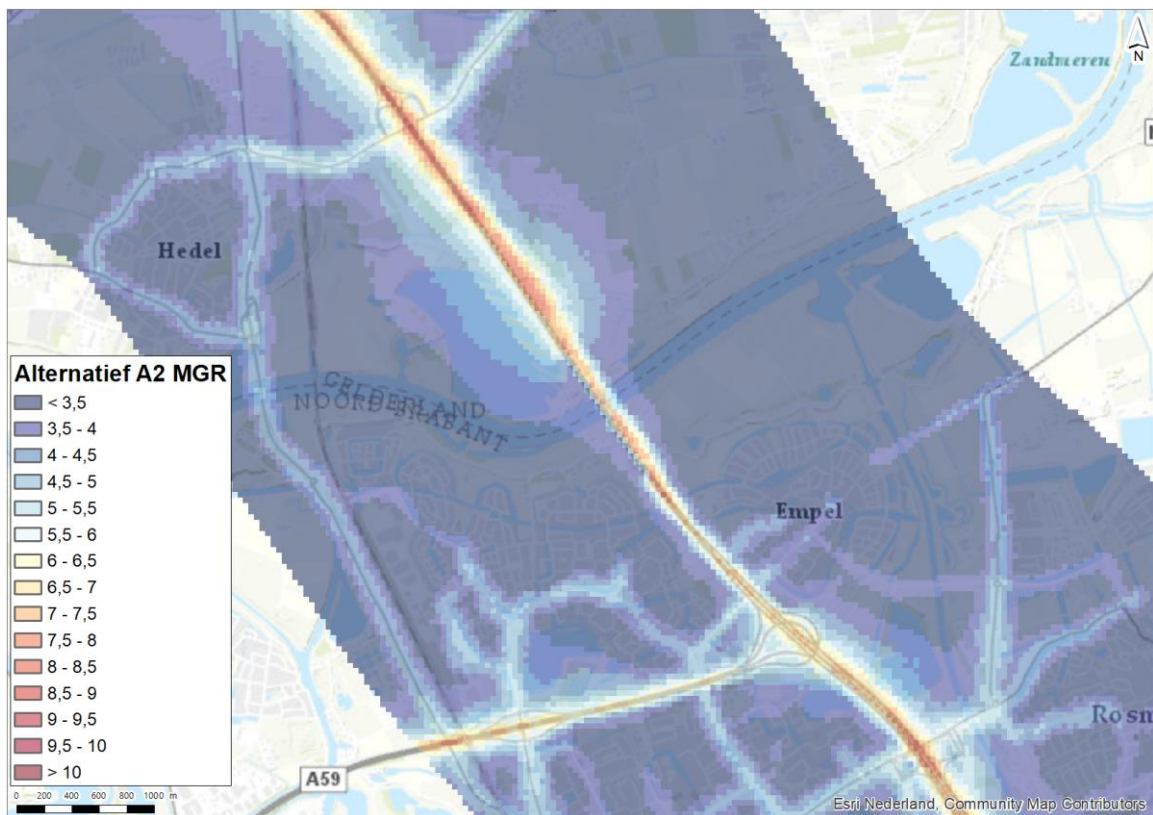 Zandmeren
N
Hedel
GELDERLAND
NOORD-BRABANT
Alternatief A2 MGR
< 3,5
3,5 - 4
4 - 4,5
4,5 - 5
5 - 5,5
5,5 - 6
6 - 6,5
6,5 - 7
7 - 7,5
7,5 - 8
8 - 8,5
8,5 - 9
9 - 9,5
9,5 - 10
> 10
0 200 400 600 800 1000 m
Empel
Rosm
A59
Esri Nederland, Community Map Contributors